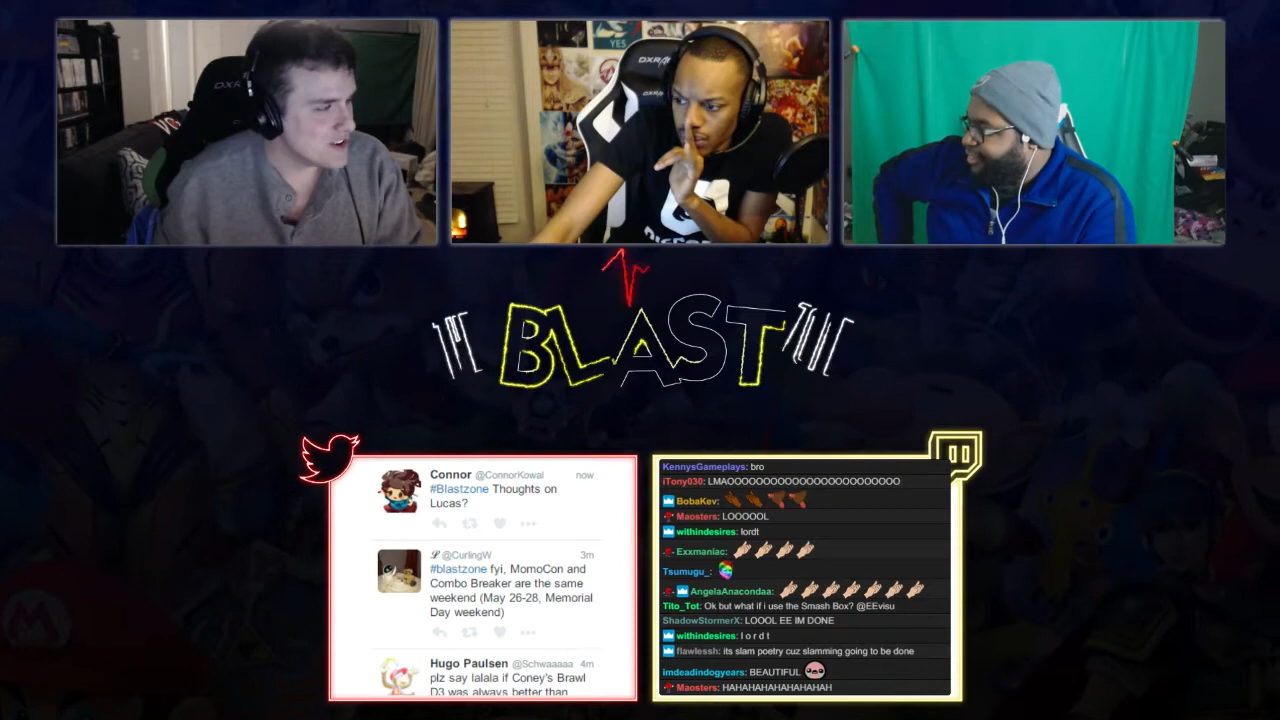 YES
DXR
DXRA
BLAST
Connor @ConnorKowal now
#Blastzone Thoughts on
Lucas?
ℒ @CurlingW 3m
#blastzone fyi, MomoCon and
Combo Breaker are the same
weekend (May 26-28, Memorial
Day weekend)
Hugo Paulsen @Schwaaaaa 4m
plz say lalala if Coney's Brawl
D3 was always better than
KennysGameplays: bro
iTony030: LMAOOOOOOOOOOOOOOOOOOOOOOOO
BobaKev:
Maosters: LOOOOOL
withindesires: lordt
Exxmaniac:
Tsumugu_:
AngelaAnacondaa:
Tito_Tot: Ok but what if i use the Smash Box? @EEvisu
ShadowStormerX: LOOOL EE IM DONE
withindesires: l o r d t
flawlessh: its slam poetry cuz slamming going to be done
imdeadindogyears: BEAUTIFUL
Maosters: HAHAHAHAHAHAHAHAH